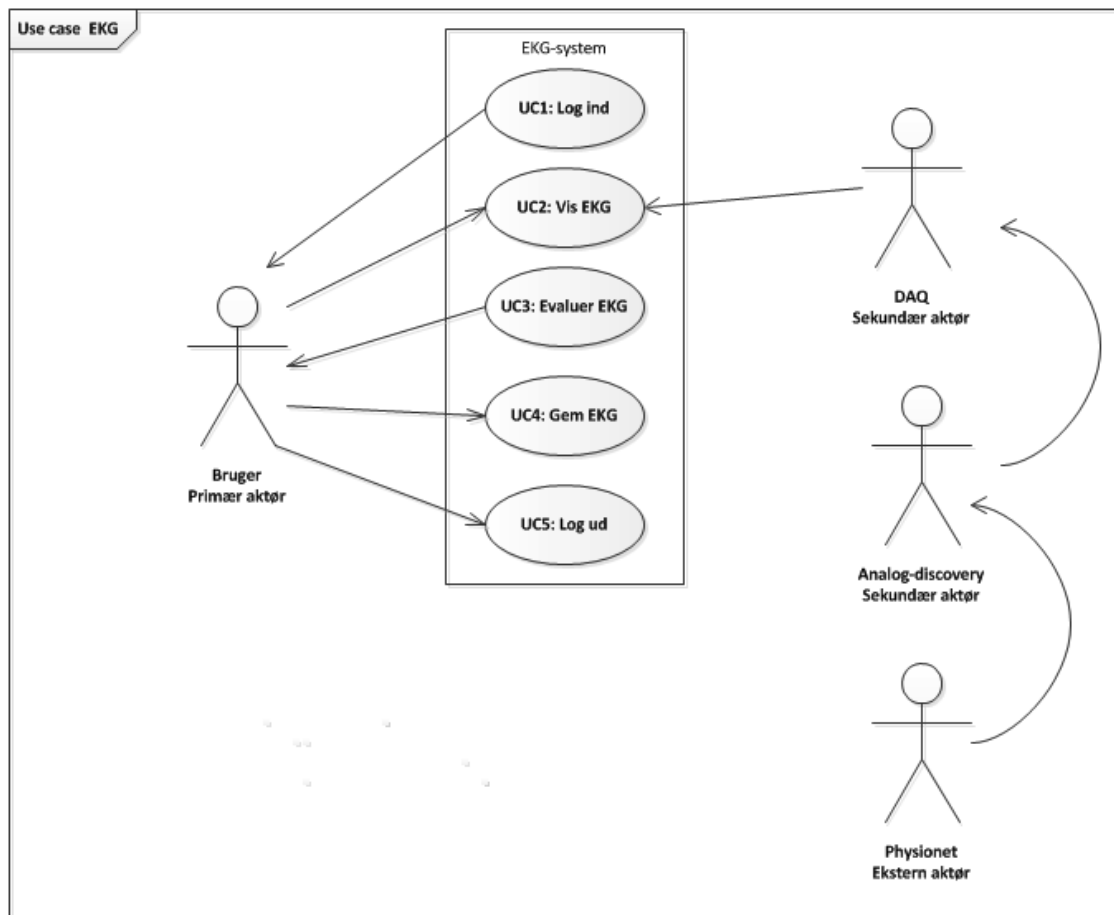 Use case EKG
EKG-system
UC1: Log ind
UC2: Vis EKG
UC3: Evaluer EKG
UC4: Gem EKG
UC5: Log ud
Bruger
Primær aktør
DAQ
Sekundær aktør
Analog-discovery
Sekundær aktør
Physionet
Ekstern aktør